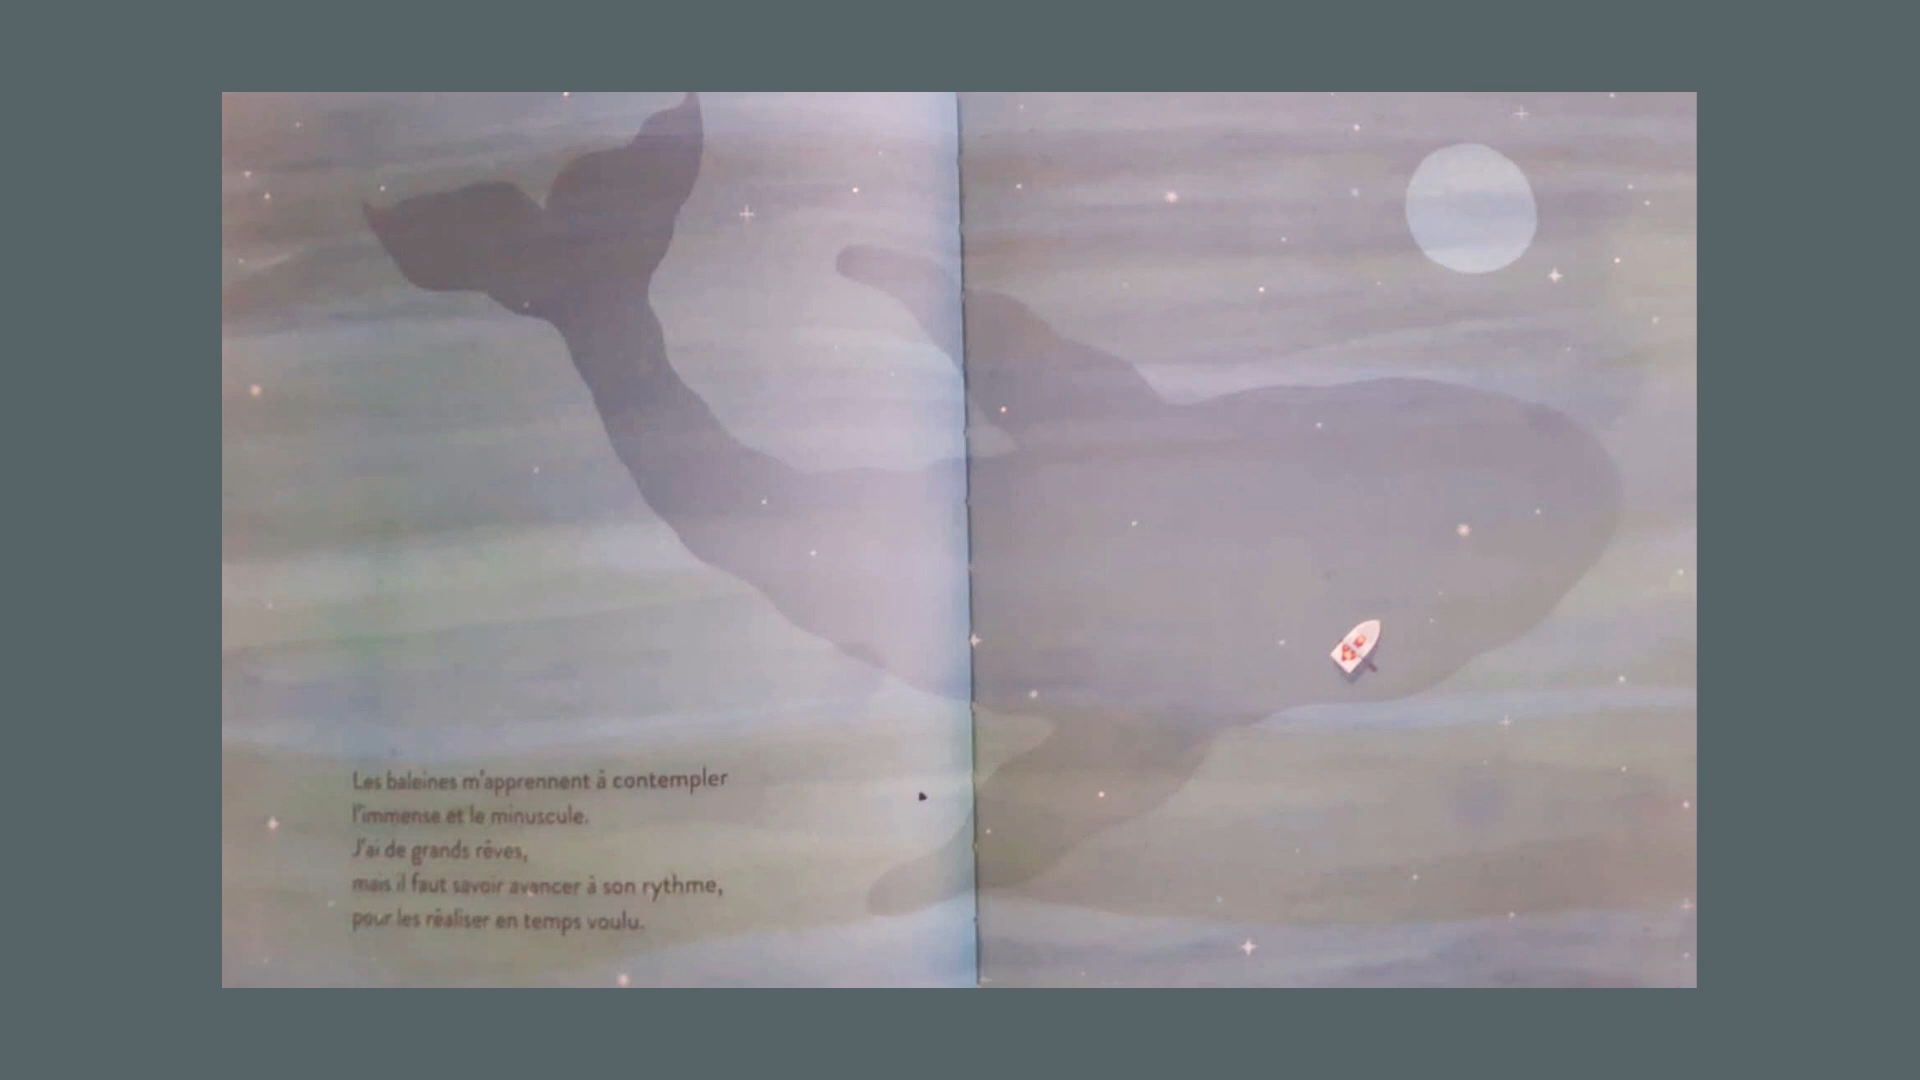 Les baleines m'apprennent à contempler
l'immense et le minuscule.
J'ai de grands rêves,
mais il faut savoir avancer à son rythme,
pour les réaliser en temps voulu.